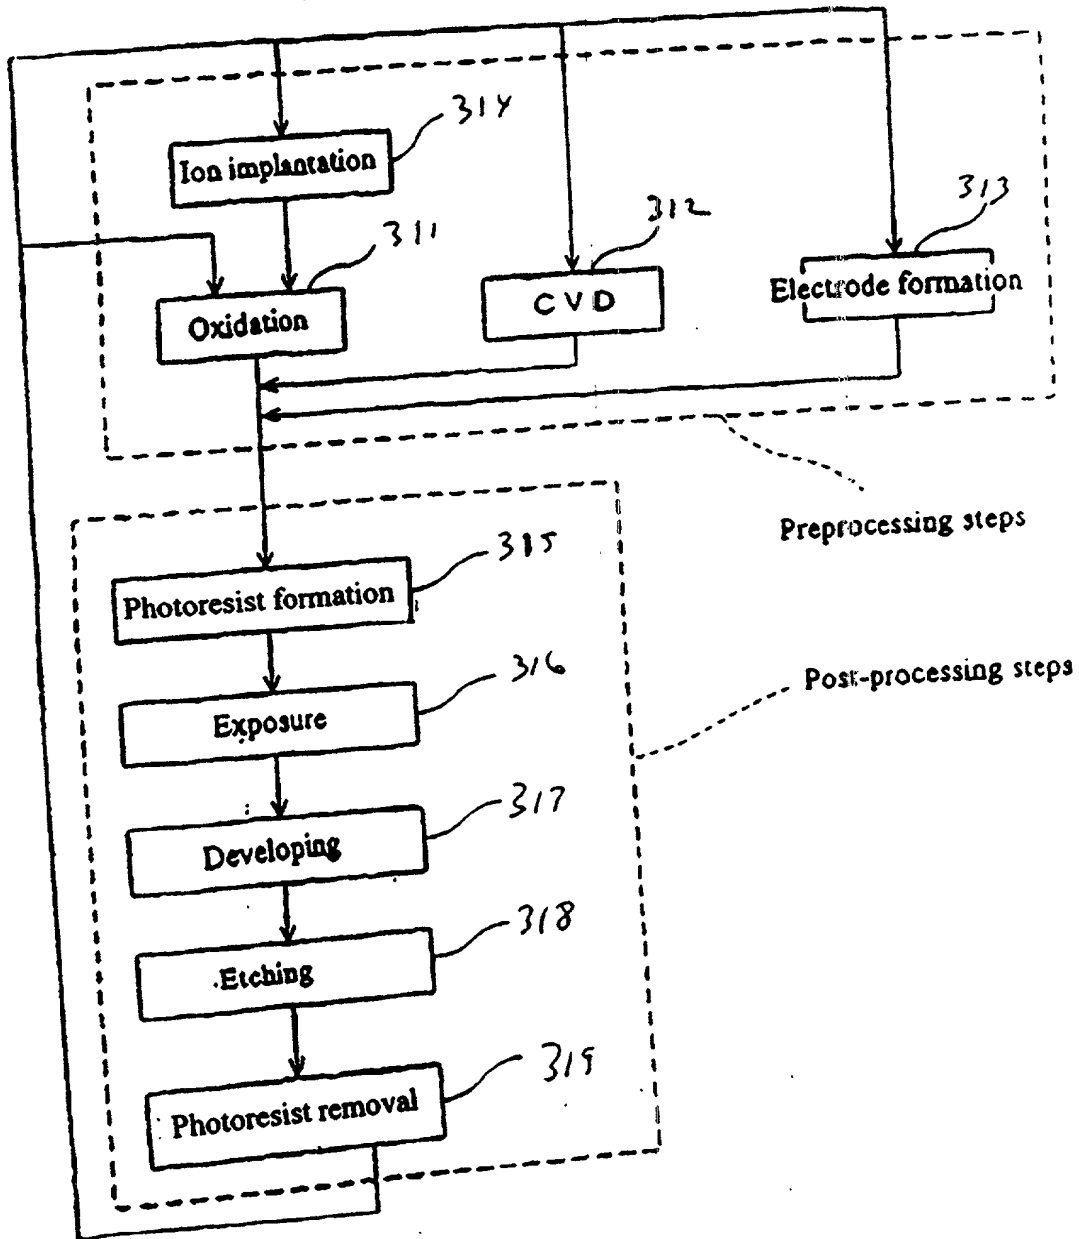 314
Ion implantation
311
312
313
Oxidation
CVD
Electrode formation
Preprocessing steps
315
Photoresist formation
316
Exposure
Post-processing steps
317
Developing
318
Etching
319
Photoresist removal